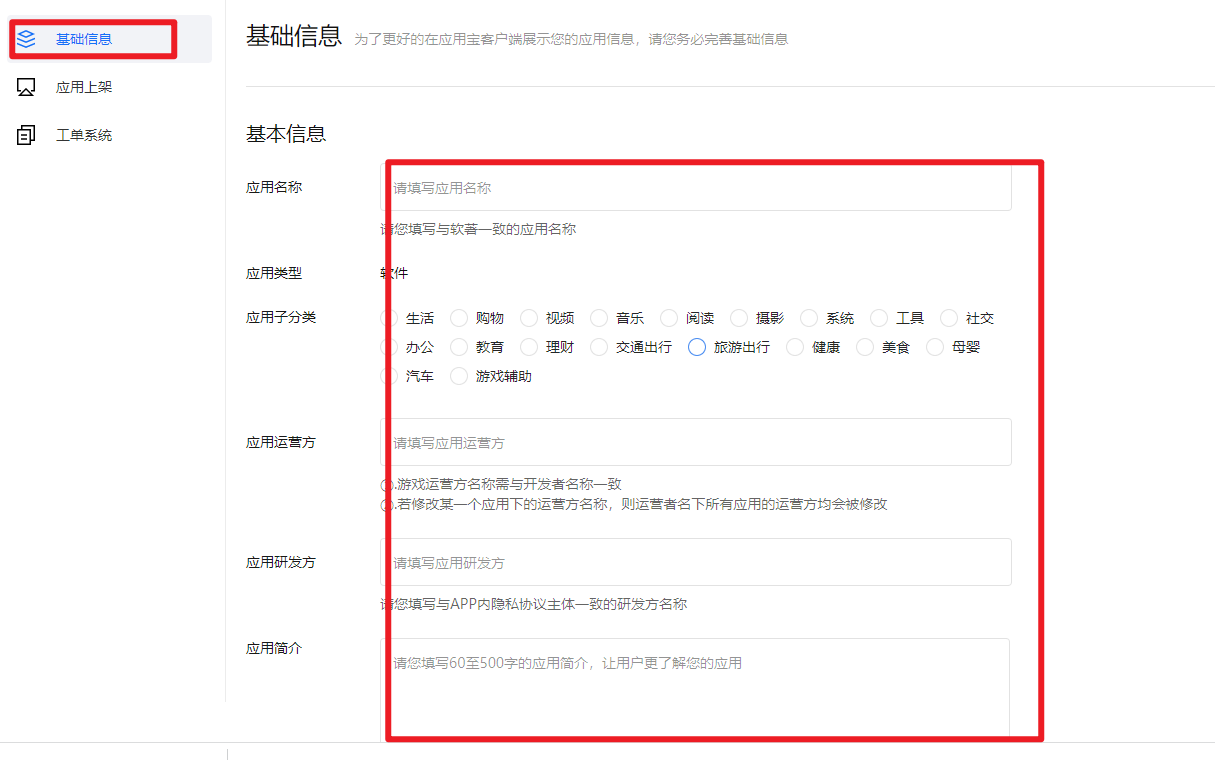 基础信息
应用上架
工单系统
基础信息 为了更好的在应用宝客户端展示您的应用信息，请您务必完善基础信息
基本信息
应用名称 请填写应用名称
请您填写与软著一致的应用名称
应用类型 软件
应用子分类 生活 购物 视频 音乐 阅读 摄影 系统 工具 社交
办公 教育 理财 交通出行 旅游出行 健康 美食 母婴
汽车 游戏辅助
应用运营方 请填写应用运营方
.游戏运营方名称需与开发者名称一致
.若修改某一个应用下的运营方名称，则运营者名下所有应用的运营方均会被修改
应用研发方 请填写应用研发方
请您填写与APP内隐私协议主体一致的研发方名称
应用简介 请您填写60至500字的应用简介，让用户更了解您的应用